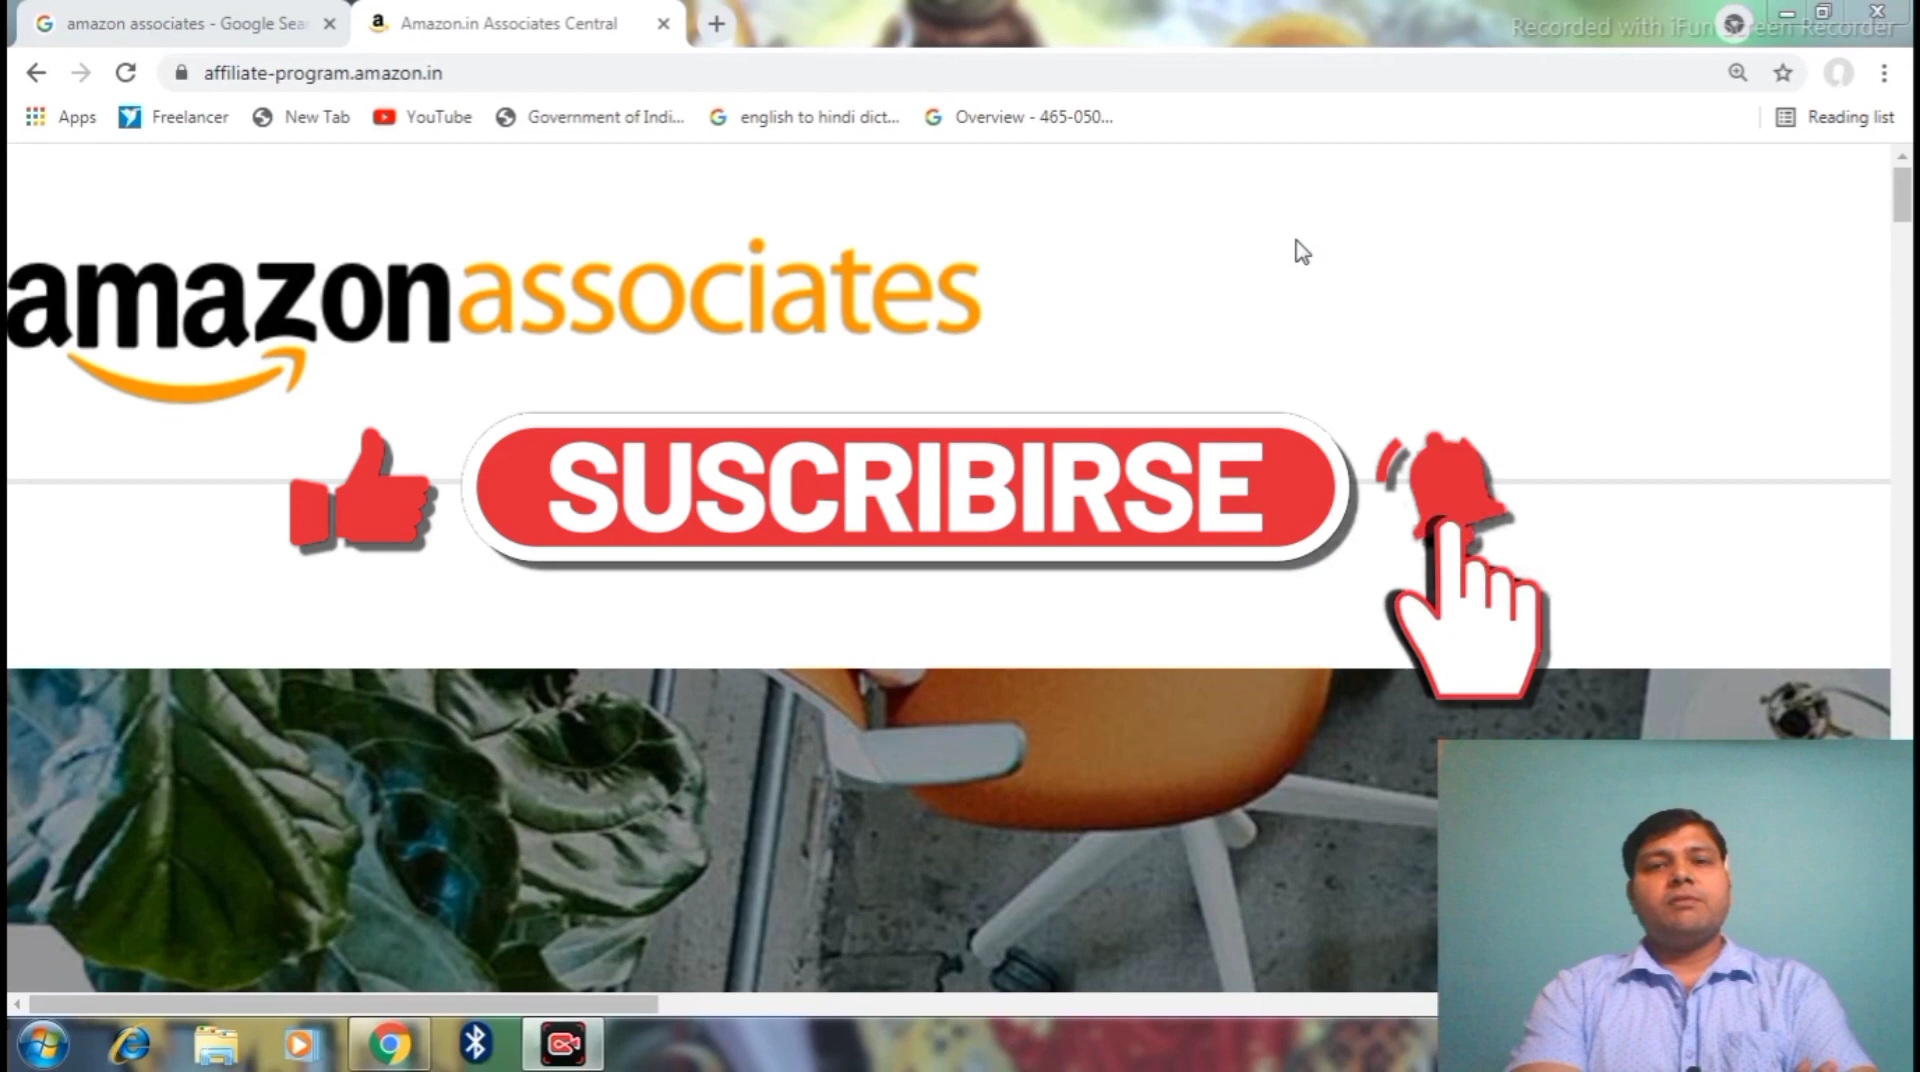 amazon associates - Google Sea
Amazon.in Associates Central
Recorded with iFun Screen Recorder
affiliate-program.amazon.in
Apps
Freelancer
New Tab
YouTube
Government of Indi...
english to hindi dict...
Overview - 465-050...
Reading list
amazonassociates
SUSCRIBIRSE